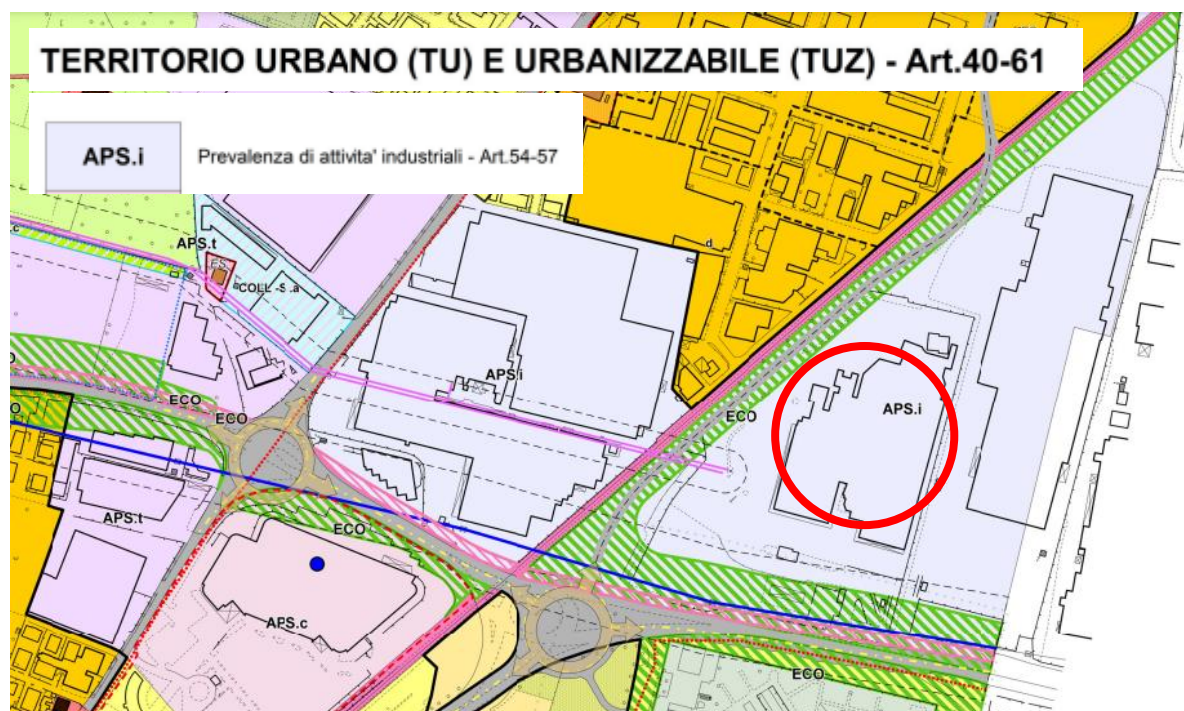 TERRITORIO URBANO (TU) E URBANIZZABILE (TUZ) - Art.40-61
APS.i
Prevalenza di attivita' industriali - Art.54-57
d
APS.t
COLL-S.a
APS.i
ECO
ECO
ECO
APS.i
APS.t
ECO
APS.c
ECO